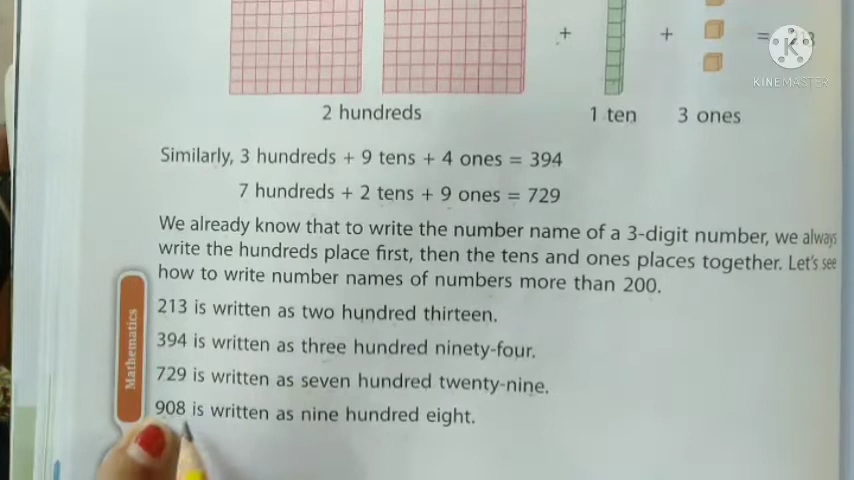 + + = 213
KINEMASTER
2 hundreds 1 ten 3 ones
Similarly, 3 hundreds + 9 tens + 4 ones = 394
7 hundreds + 2 tens + 9 ones = 729
We already know that to write the number name of a 3-digit number, we always
write the hundreds place first, then the tens and ones places together. Let's see
how to write number names of numbers more than 200.
213 is written as two hundred thirteen.
394 is written as three hundred ninety-four.
729 is written as seven hundred twenty-nine.
908 is written as nine hundred eight.
Mathematics